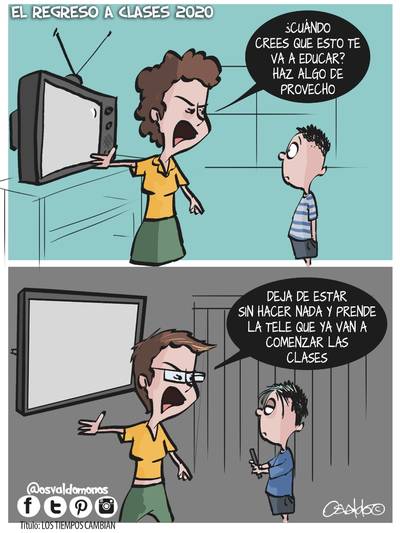 EL REGRESO A CLASES 2020
¿CUÁNDO
CREES QUE ESTO TE
VA A EDUCAR?
HAZ ALGO DE
PROVECHO
DEJA DE ESTAR
SIN HACER NADA Y PRENDE
LA TELE QUE YA VAN A
COMENZAR LAS
CLASES
@osvaldomonos
Título: LOS TIEMPOS CAMBIAN